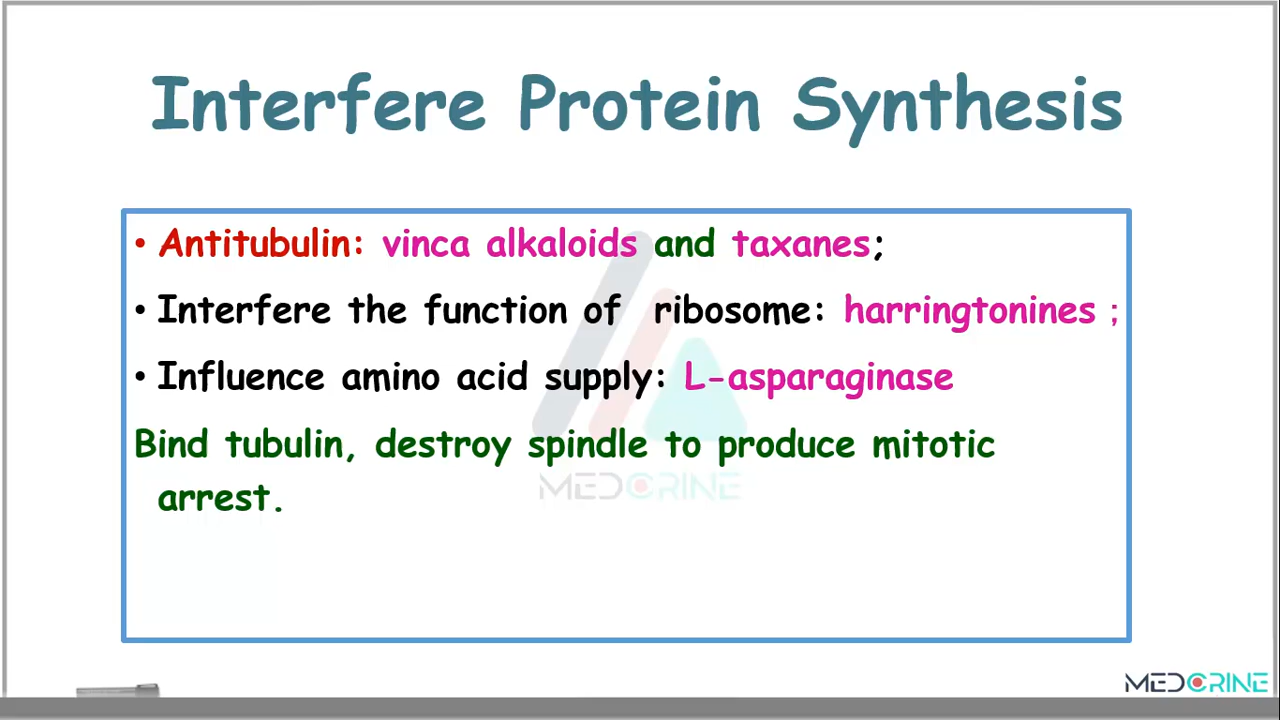 Interfere Protein Synthesis
• Antitubulin: vinca alkaloids and taxanes;
• Interfere the function of ribosome: harringtonines ;
• Influence amino acid supply: L-asparaginase
Bind tubulin, destroy spindle to produce mitotic
arrest.
MEDCRINE
MEDCRINE